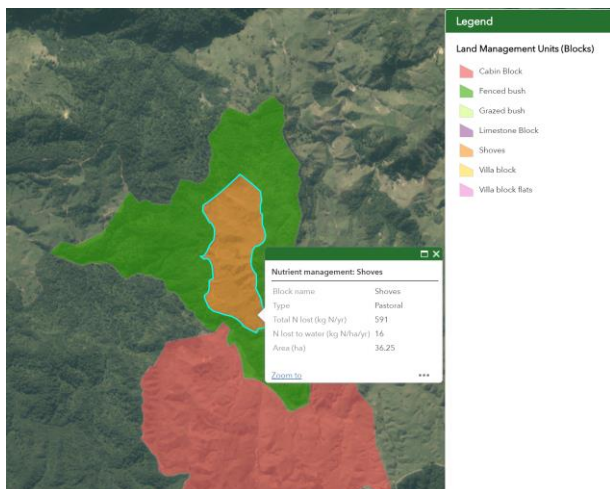 Legend
Land Management Units (Blocks)
Cabin Block
Fenced bush
Grazed bush
Limestone Block
Shoves
Villa block
Villa block flats
Nutrient management: Shoves
Block name Shoves
Type Pastoral
Total N lost (kg N/yr) 591
N lost to water (kg N/ha/yr) 16
Area (ha) 36.25
Zoom to